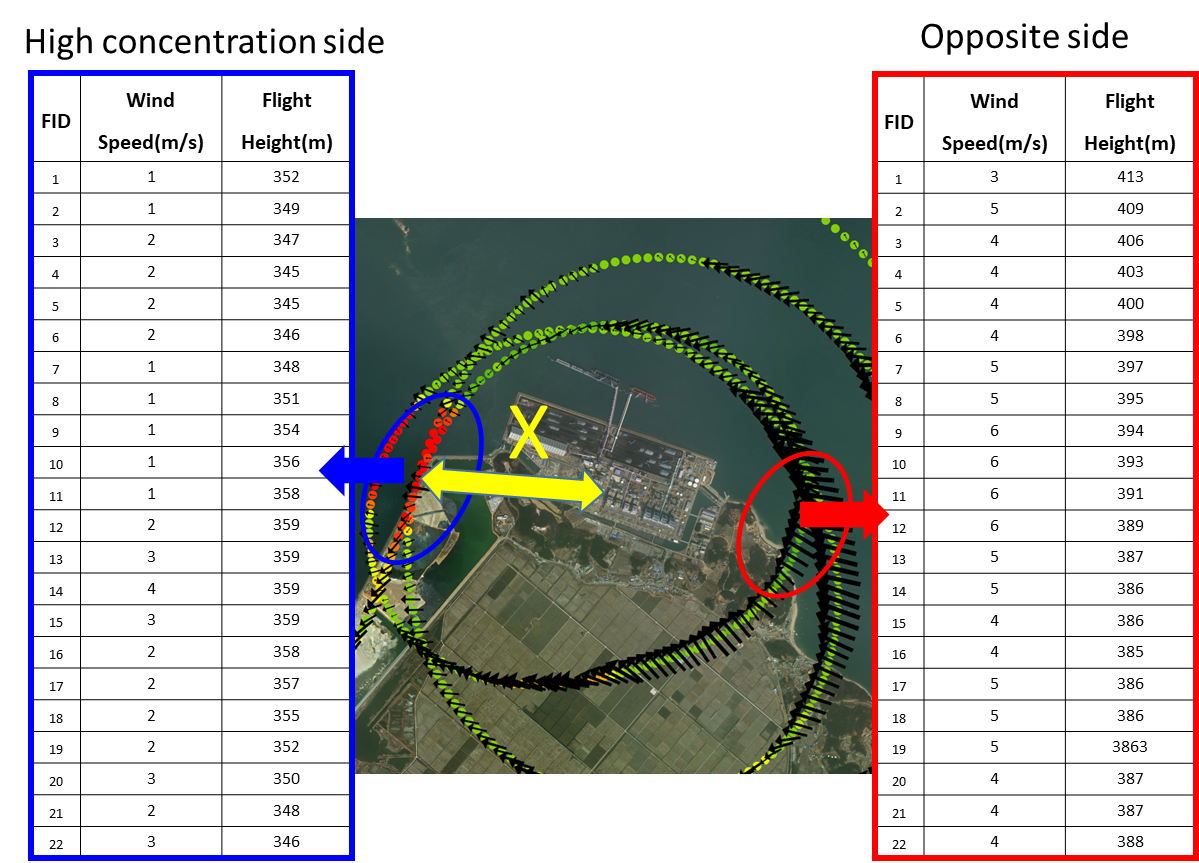 High concentration side
FID Wind Speed(m/s) Flight Height(m)
1 1 352
2 1 349
3 2 347
4 2 345
5 2 345
6 2 346
7 1 348
8 1 351
9 1 354
10 1 356
11 1 358
12 2 359
13 3 359
14 4 359
15 3 359
16 2 358
17 2 357
18 2 355
19 2 352
20 3 350
21 2 348
22 3 346
X
Opposite side
FID Wind Speed(m/s) Flight Height(m)
1 3 413
2 5 409
3 4 406
4 4 403
5 4 400
6 4 398
7 5 397
8 5 395
9 6 394
10 6 393
11 6 391
12 6 389
13 5 387
14 5 386
15 4 386
16 4 385
17 5 386
18 5 386
19 5 3863
20 4 387
21 4 387
22 4 388